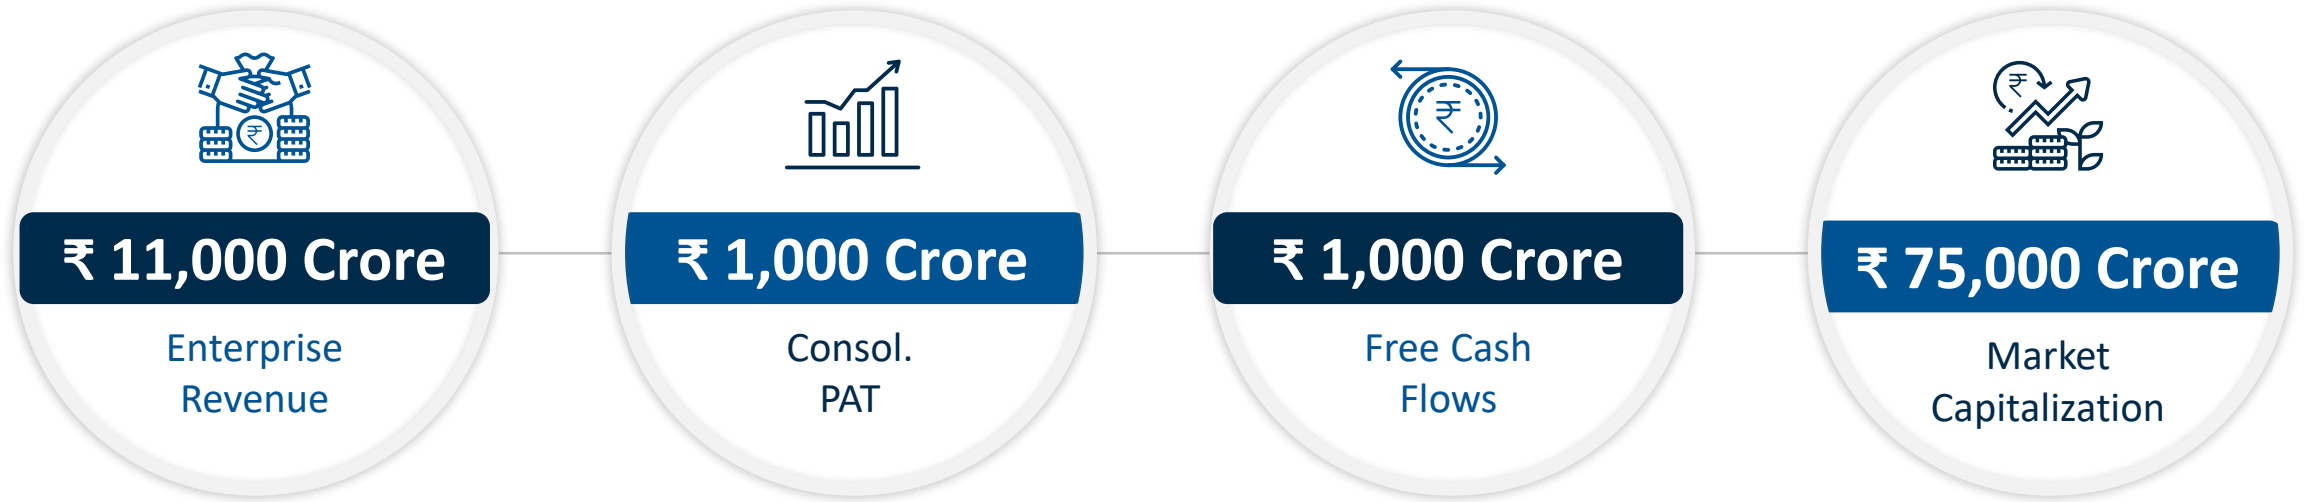 ₹ 11,000 Crore
Enterprise
Revenue
₹ 1,000 Crore
Consol.
PAT
₹
₹ 1,000 Crore
Free Cash
Flows
₹
₹ 75,000 Crore
Market
Capitalization
₹